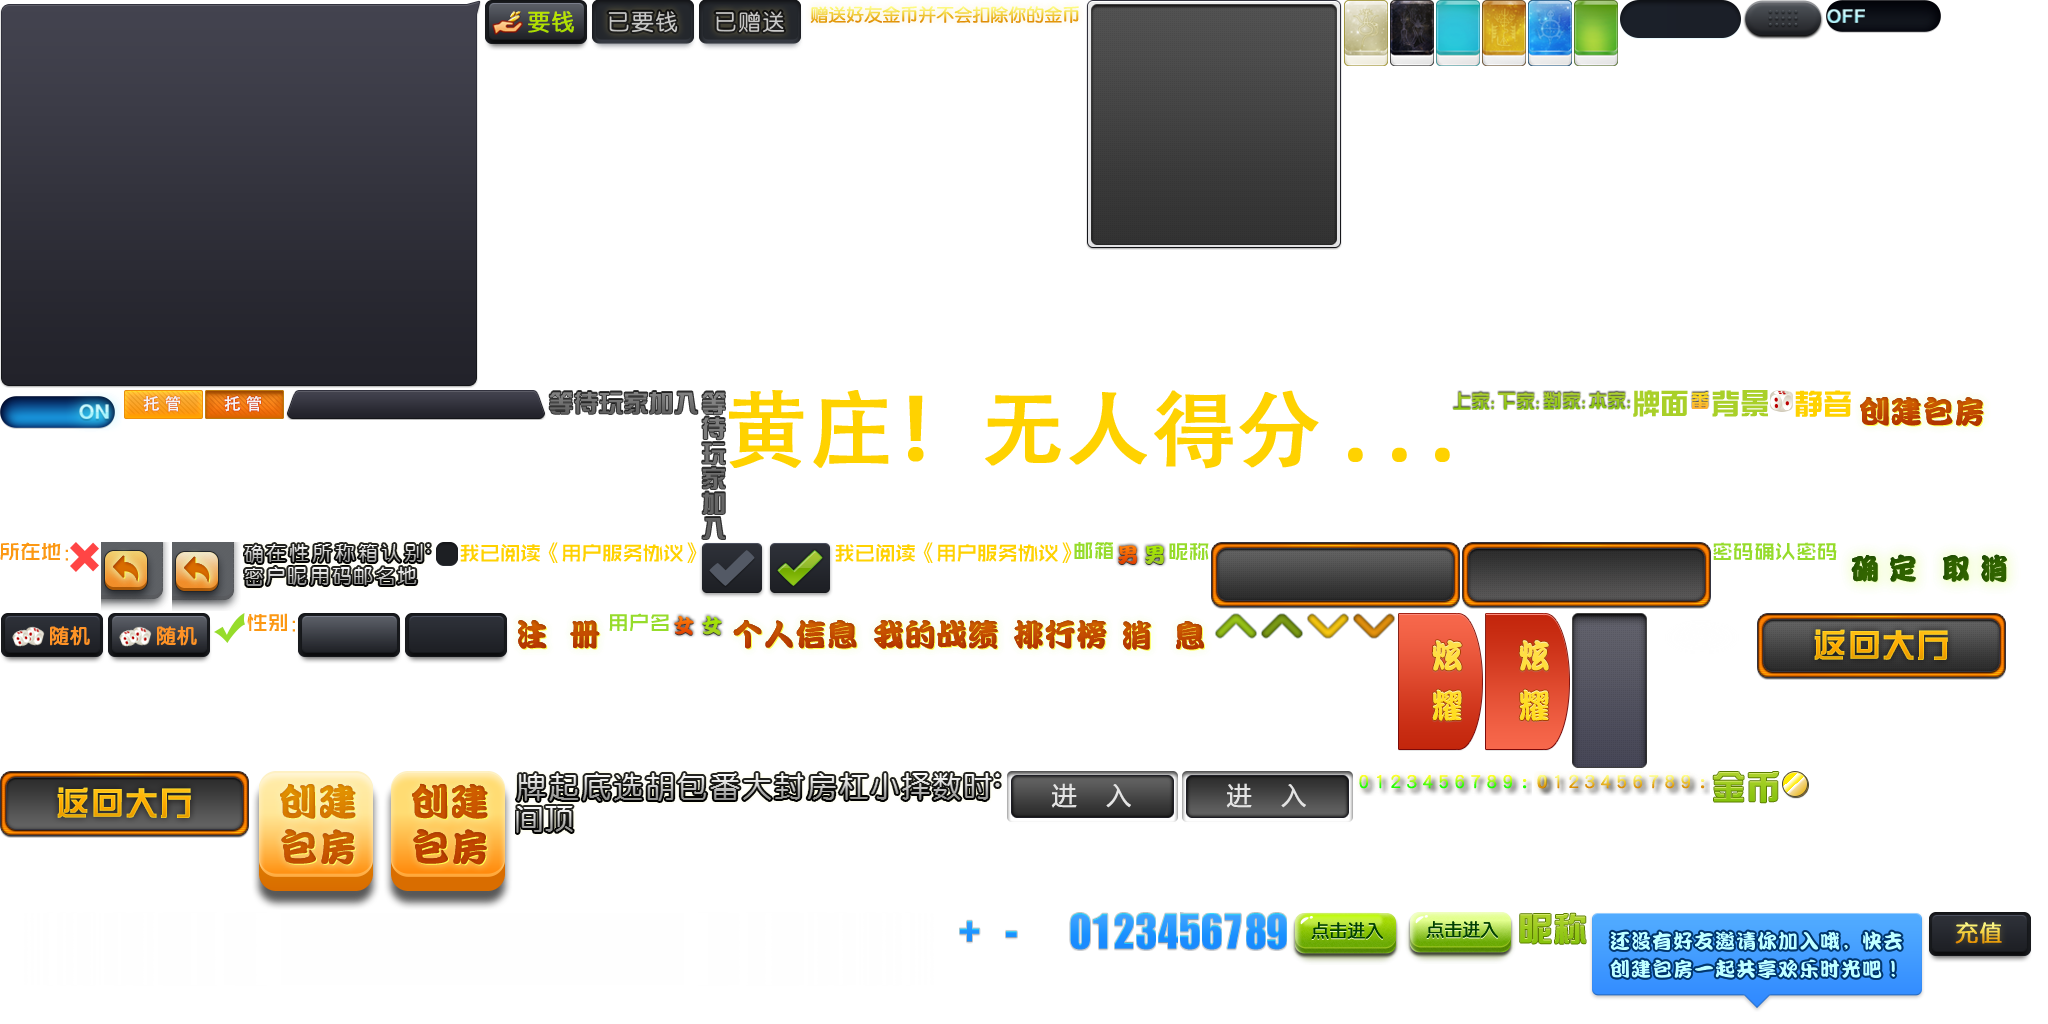 要钱
已要钱
已赠送
赠送好友金币并不会扣除你的金币
OFF
ON
托管
托管
等待玩家加入
等待玩家加入
黄庄！无人得分...
上家:下家:对家:本家:
牌面
番
背景
静音
创建包房
所在地:
确在性所称箱认别:
密户昵用码邮名地
我已阅读《用户服务协议》
我已阅读《用户服务协议》
邮箱
男
男
昵称
密码确认密码
确定
取消
随机
随机
性别:
注册
用户名
女
女
个人信息
我的战绩
排行榜
消息
炫耀
炫耀
返回大厅
返回大厅
创建
包房
创建
包房
牌起底选胡包番大封房杠小择数时:
间顶
进入
进入
0123456789:
0123456789:
金币
+ -
0123456789
点击进入
点击进入
昵称
还没有好友邀请你加入哦，快去
创建包房一起共享欢乐时光吧！
充值